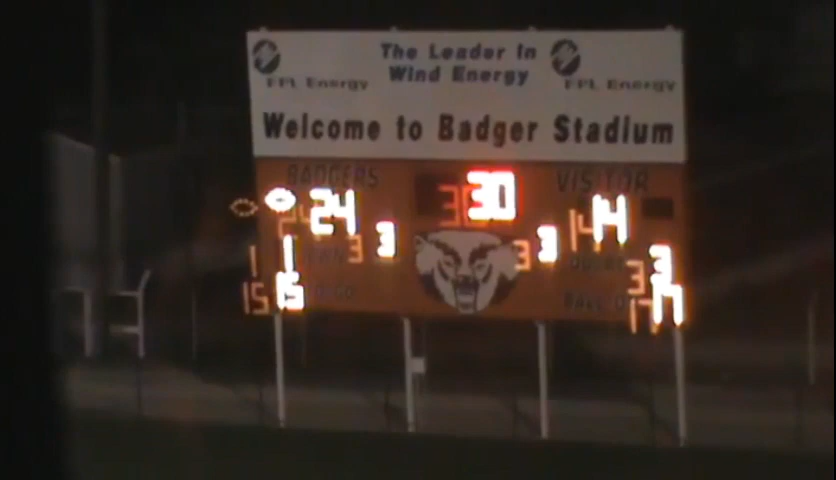 The Leader In
Wind Energy
FPL Energy
FPL Energy
Welcome to Badger Stadium
BADGERS
VISITOR
30
24
14
3
3
1
3
15
17